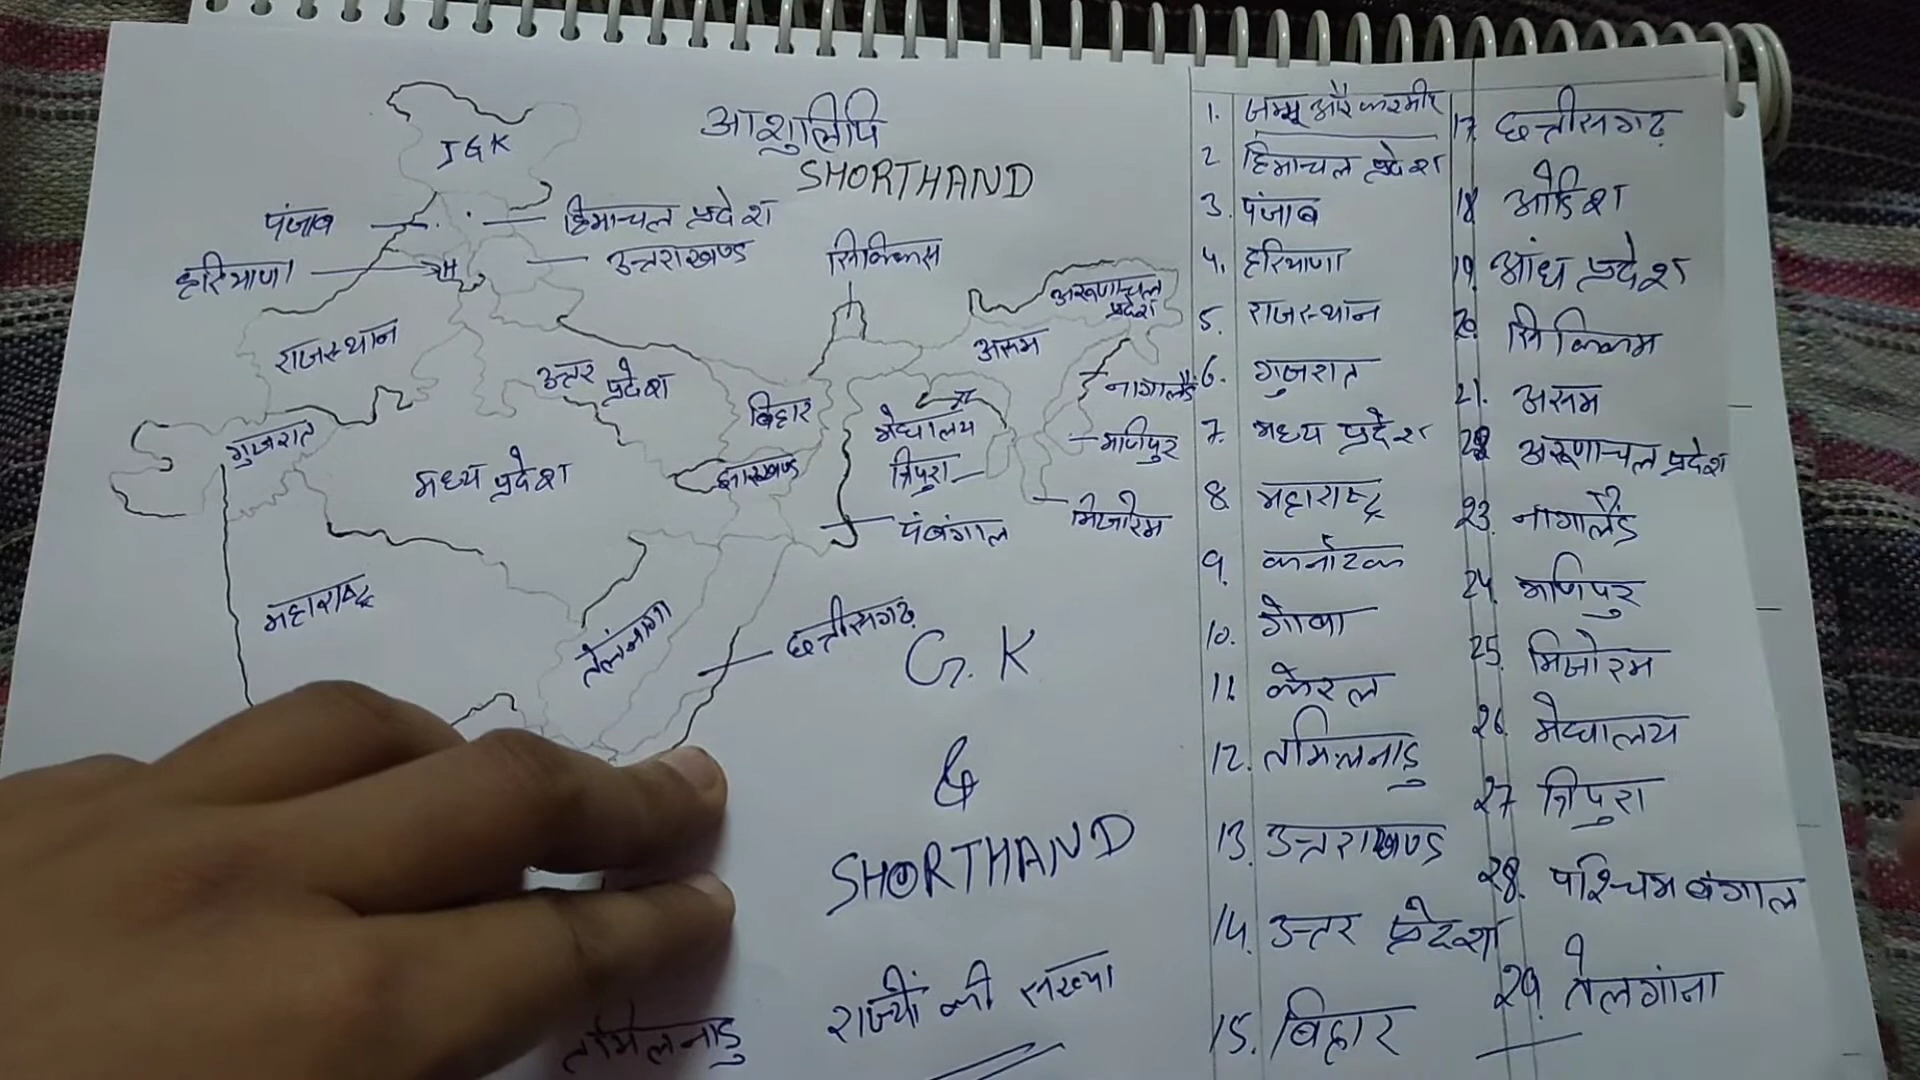 आशुलिपि
SHORTHAND
J&K
पंजाब
हिमाचल प्रदेश
हरियाणा
उत्तराखण्ड
सिक्किम
अरूणाचल
प्रदेश
राजस्थान
उत्तर
प्रदेश
असम
नागालैंड
गुजरात
बिहार
मेघालय
मणिपुर
मध्य प्रदेश
झारखण्ड
त्रिपुरा
मिजोरम
पं बंगाल
महाराष्ट्र
तेलंगाना
छत्तीसगढ़
G.K
&
SHORTHAND
तमिलनाडु
राज्यों की संख्या
1. जम्मू और कश्मीर
2 हिमाचल प्रदेश
3. पंजाब
4. हरियाणा
5. राजस्थान
6. गुजरात
7. मध्य प्रदेश
8 महाराष्ट्र
9 कर्नाटक
10. गोवा
11. केरल
12. तमिलनाडु
13. उत्तराखण्ड
14. उत्तर प्रदेश
15. बिहार
17 छत्तीसगढ़
18 ओडिशा
19. आंध्र प्रदेश
20. सिक्किम
21. असम
22 अरूणाचल प्रदेश
23. नागालैंड
24. मणिपुर
25. मिजोरम
26 मेघालय
27 त्रिपुरा
28. पश्चिम बंगाल
29. तेलगांना